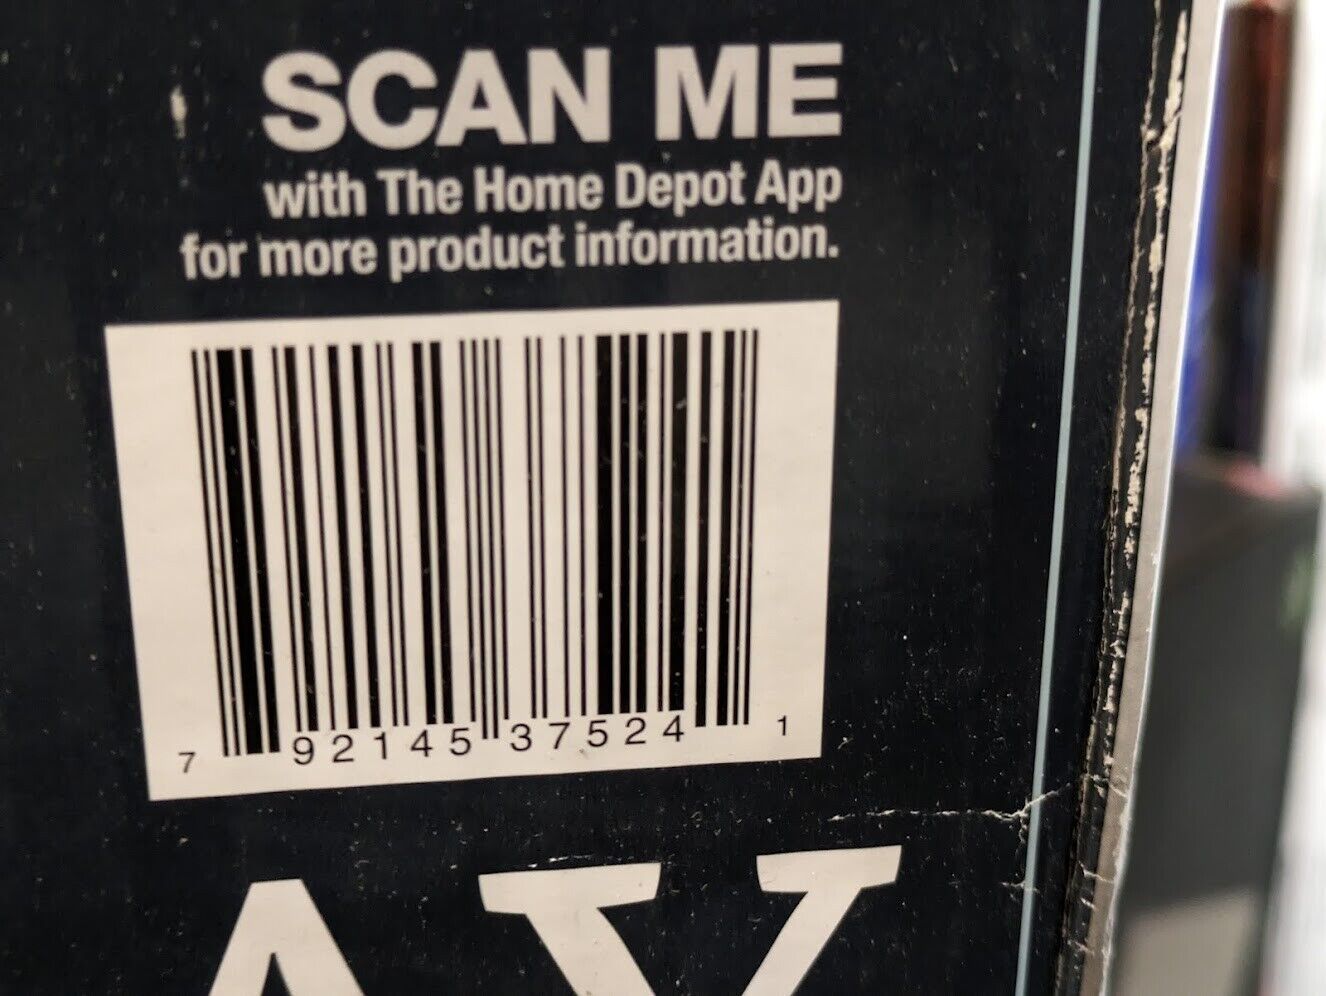 SCAN ME
with The Home Depot App
for more product information.
7 92145 37524 1